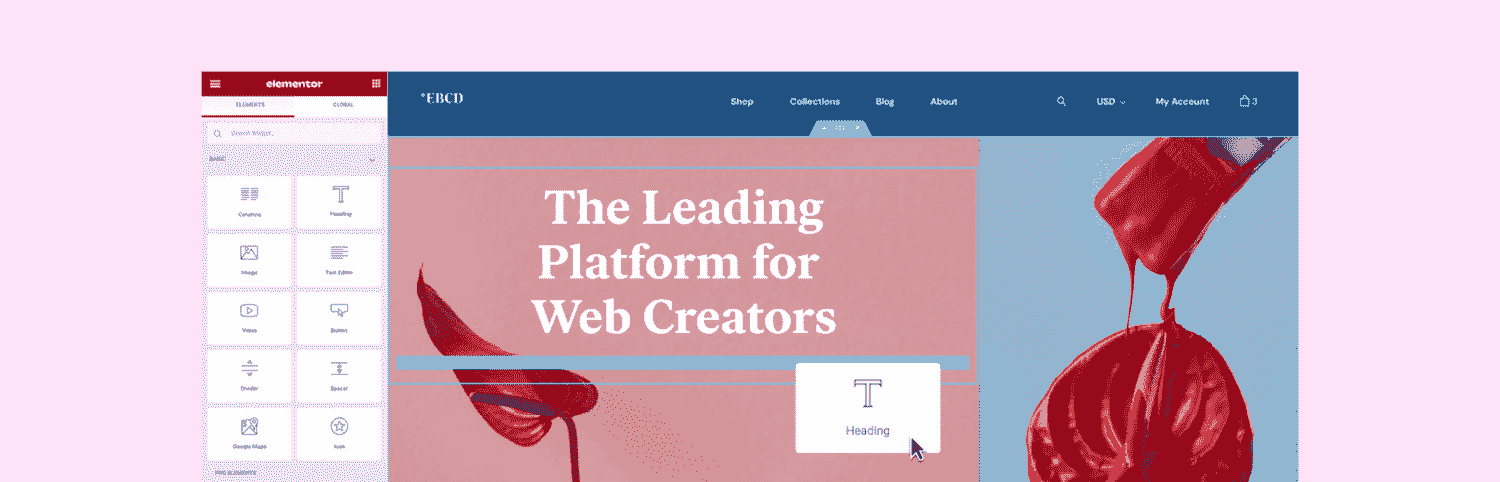 elementor
ELEMENTS GLOBAL
Search Widget...
BASIC
Columns Heading
Image Text Editor
Video Button
Divider Spacer
Google Maps Icon
PRO ELEMENTS
°EBCD
Shop Collections Blog About USD My Account 3
The Leading
Platform for
Web Creators
Heading